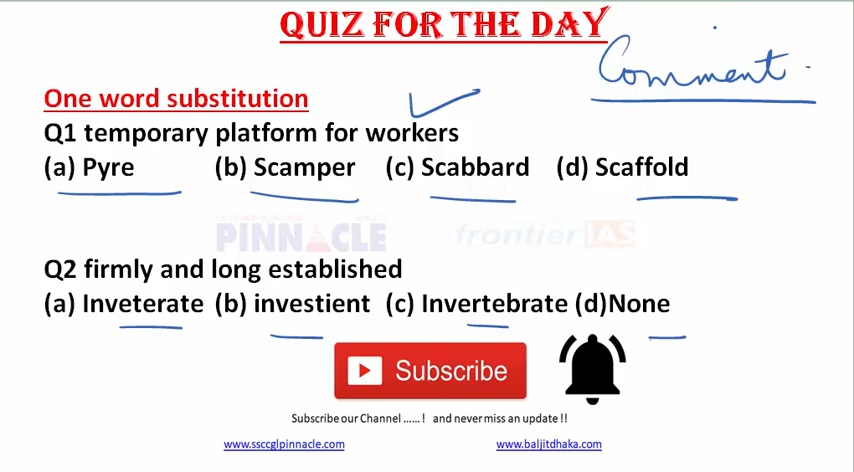 QUIZ FOR THE DAY
Comment.
One word substitution
Q1 temporary platform for workers
(a) Pyre (b) Scamper (c) Scabbard (d) Scaffold
PINNACLE frontier IAS
Q2 firmly and long established
(a) Inveterate (b) investient (c) Invertebrate (d)None
Subscribe
Subscribe our Channel ......! and never miss an update !!
www.ssccglpinnacle.com www.baljitdhaka.com